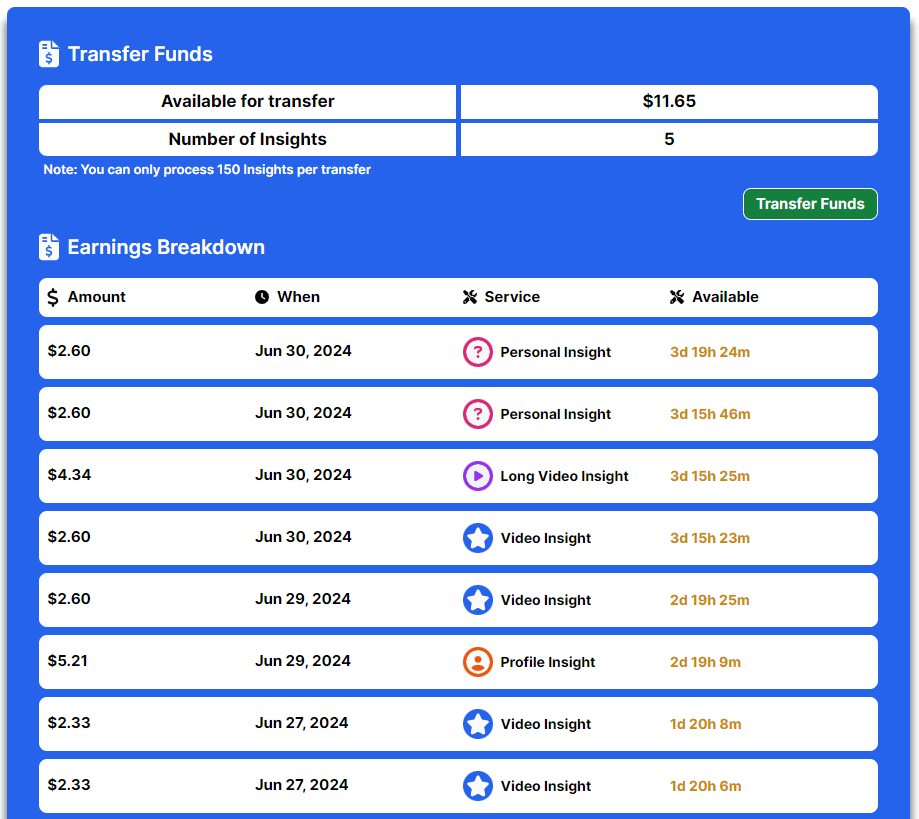 Transfer Funds
Available for transfer $11.65
Number of Insights 5
Note: You can only process 150 Insights per transfer
Transfer Funds
Earnings Breakdown
Amount When Service Available
$2.60 Jun 30, 2024 Personal Insight 3d 19h 24m
$2.60 Jun 30, 2024 Personal Insight 3d 15h 46m
$4.34 Jun 30, 2024 Long Video Insight 3d 15h 25m
$2.60 Jun 30, 2024 Video Insight 3d 15h 23m
$2.60 Jun 29, 2024 Video Insight 2d 19h 25m
$5.21 Jun 29, 2024 Profile Insight 2d 19h 9m
$2.33 Jun 27, 2024 Video Insight 1d 20h 8m
$2.33 Jun 27, 2024 Video Insight 1d 20h 6m